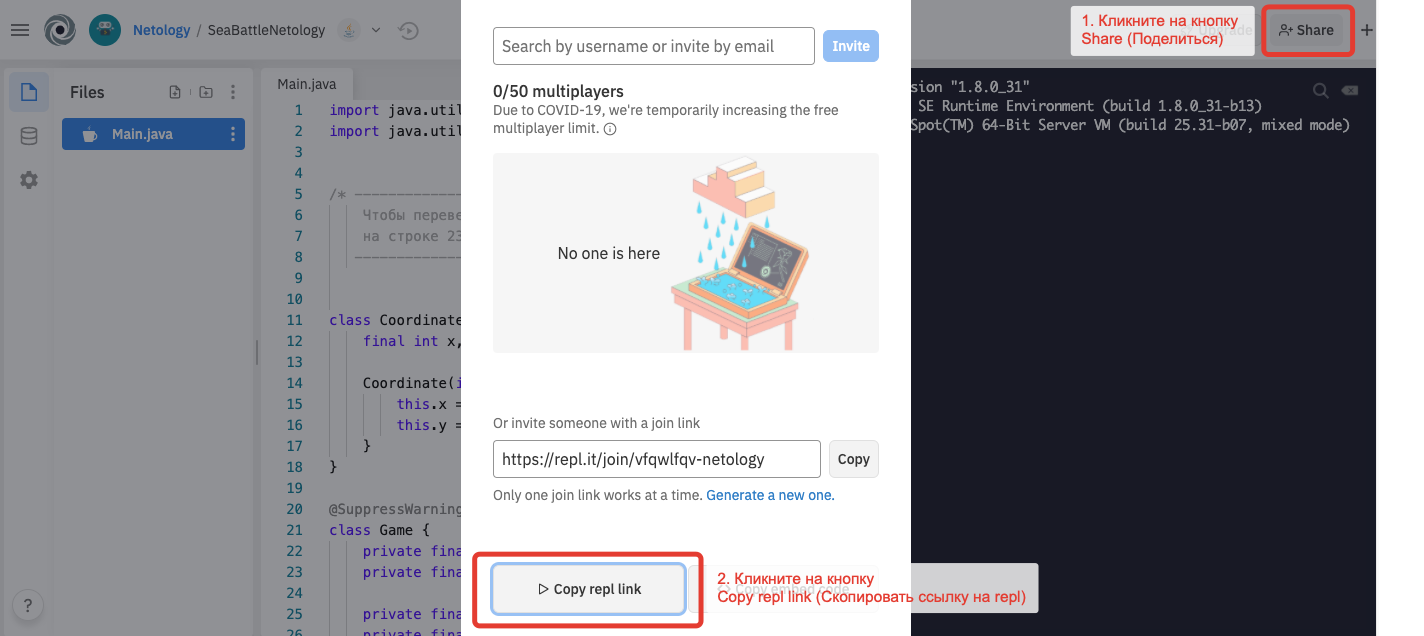 Netology / SeaBattleNetology
1. Кликните на кнопку
Share (Поделиться)
Upgrade
Share
Files
Main.java
Main.java
1 import java.util
2 import java.util
3
4
5 /* -------------
6 Чтобы переве
7 на строке 23
8 -------------
9
10
11 class Coordinate
12 final int x,
13
14 Coordinate(i
15 this.x =
16 this.y =
17 }
18 }
19
20 @SuppressWarning
21 class Game {
22 private fina
23 private fina
24
25 private fina
26 private fina
?
Search by username or invite by email
Invite
0/50 multiplayers
Due to COVID-19, we're temporarily increasing the free
multiplayer limit.
No one is here
Or invite someone with a join link
https://repl.it/join/vfqwlfqv-netology
Copy
Only one join link works at a time. Generate a new one.
Copy repl link
Copy embed code
2. Кликните на кнопку
Copy repl link (Скопировать ссылку на repl)
sion "1.8.0_31"
SE Runtime Environment (build 1.8.0_31-b13)
Spot(TM) 64-Bit Server VM (build 25.31-b07, mixed mode)